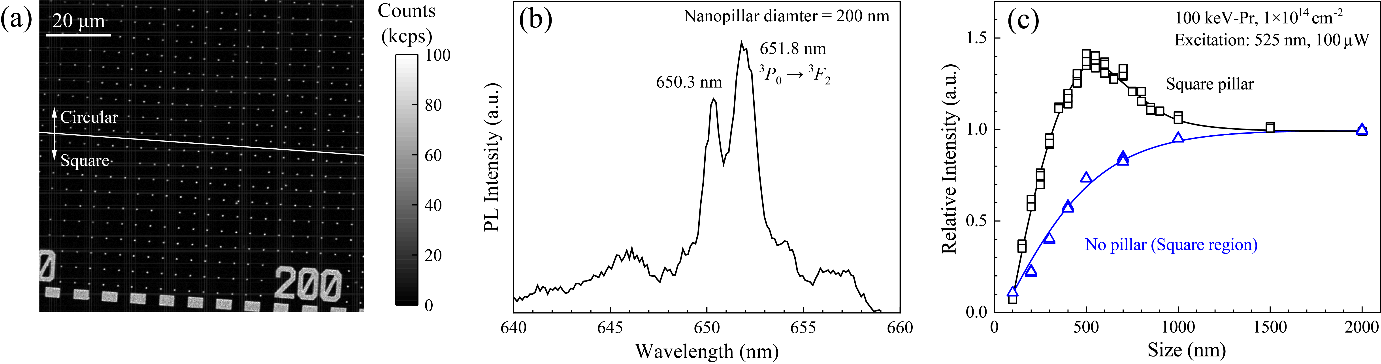 (a)
20 μm
Circular
Square
0
200
Counts
(kcps)
100
80
60
40
20
0
(b)
Nanopillar diamter = 200 nm
650.3 nm
651.8 nm
³P₀ → ³F₂
PL Intensity (a.u.)
640
645
650
655
660
Wavelength (nm)
(c)
100 keV-Pr, 1×10¹⁴ cm⁻²
Excitation: 525 nm, 100 μW
Square pillar
No pillar (Square region)
Relative Intensity (a.u.)
1.5
1.0
0.5
0.0
0
500
1000
1500
2000
Size (nm)